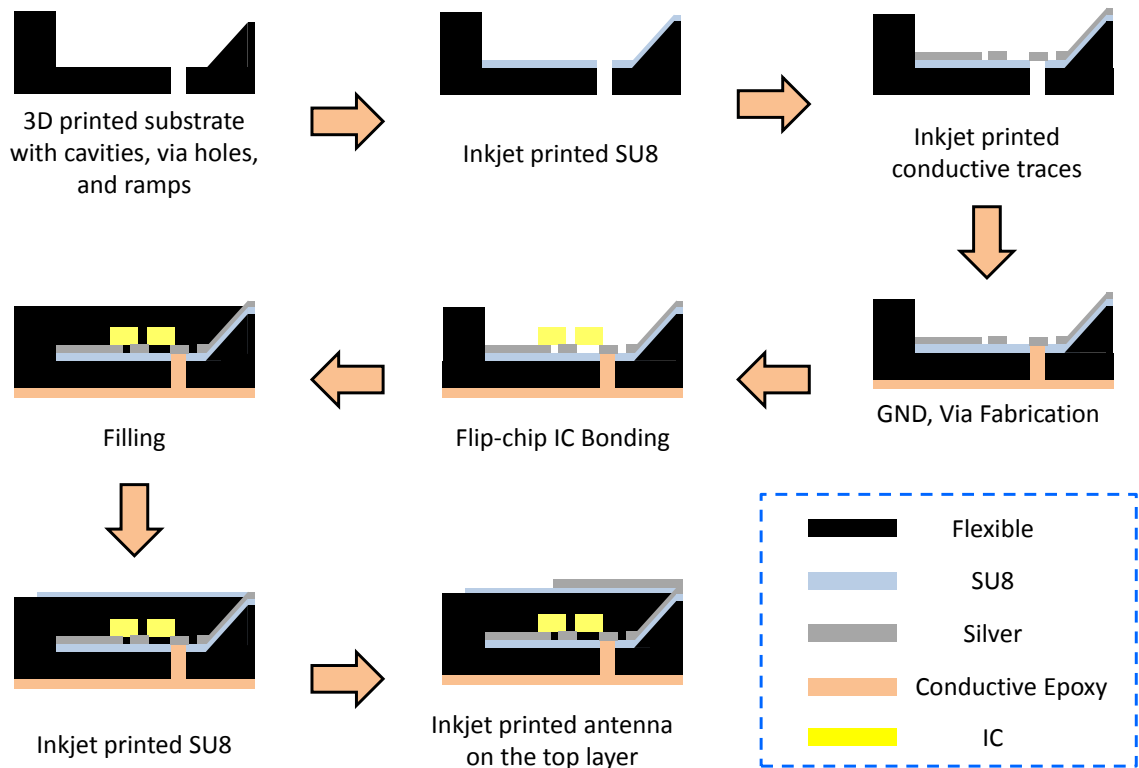 3D printed substrate
with cavities, via holes,
and ramps
Inkjet printed SU8
Inkjet printed
conductive traces
GND, Via Fabrication
Flip-chip IC Bonding
Filling
Inkjet printed SU8
Inkjet printed antenna
on the top layer
Flexible
SU8
Silver
Conductive Epoxy
IC